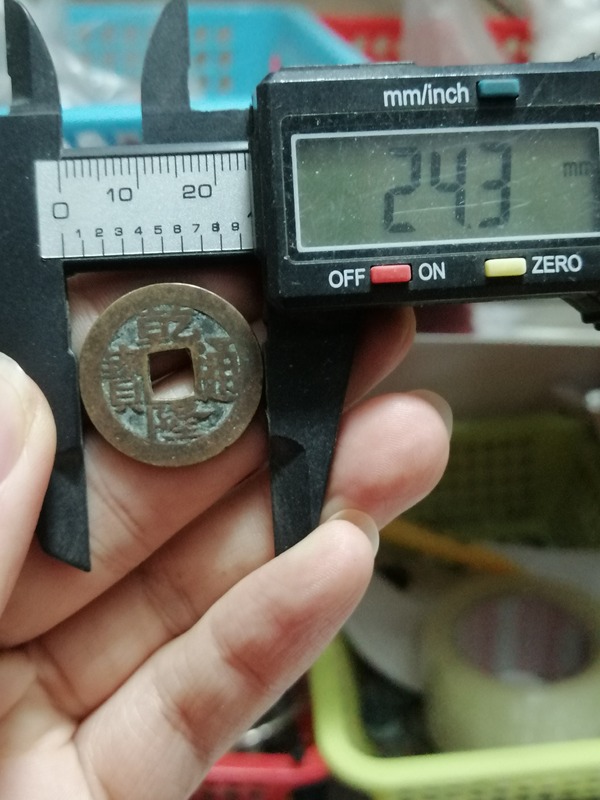 mm/inch
24.3 mm
OFF ON ZERO
0 10 20
1 2 3 4 5 6 7 8 9
乾隆通寳